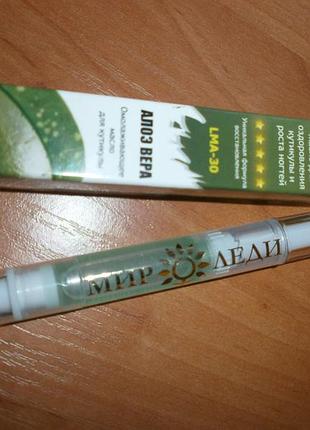 оздоровления
кутикулы и
роста ногтей
Уникальная формула
восстановления
LMA-30
АЛОЭ ВЕРА
Омолаживающее
масло
для кутикулы
МИР ЛЕДИ